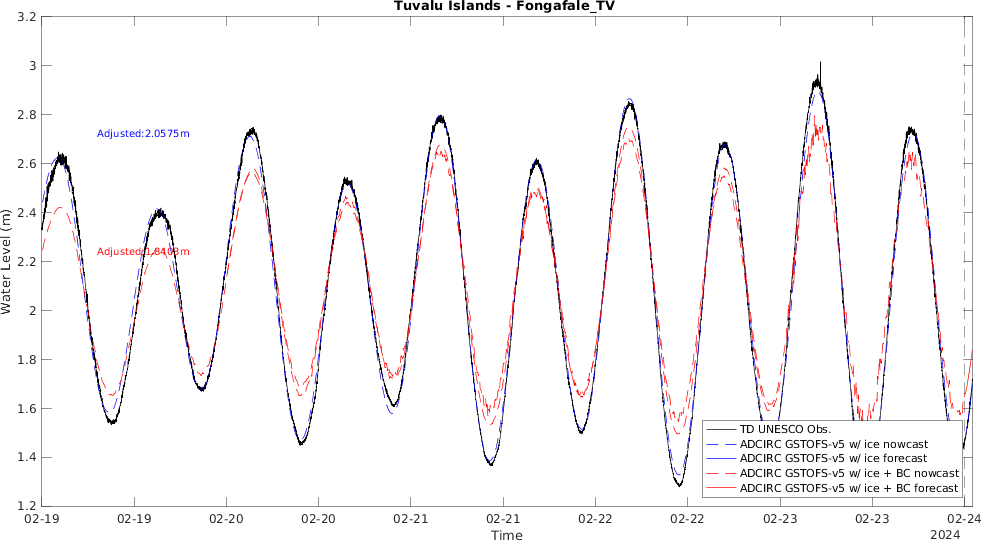 Tuvalu Islands - Fongafale_TV
3.2
3
2.8
2.6
2.4
2.2
2
1.8
1.6
1.4
1.2
Water Level (m)
Adjusted:2.0575m
TD UNESCO Obs.
ADCIRC GSTOFS-v5 w/ ice nowcast
ADCIRC GSTOFS-v5 w/ ice forecast
ADCIRC GSTOFS-v5 w/ ice + BC nowcast
ADCIRC GSTOFS-v5 w/ ice + BC forecast
02-19 02-19 02-20 02-20 02-21 02-21 02-22 02-22 02-23 02-23 02-24
Time
2024